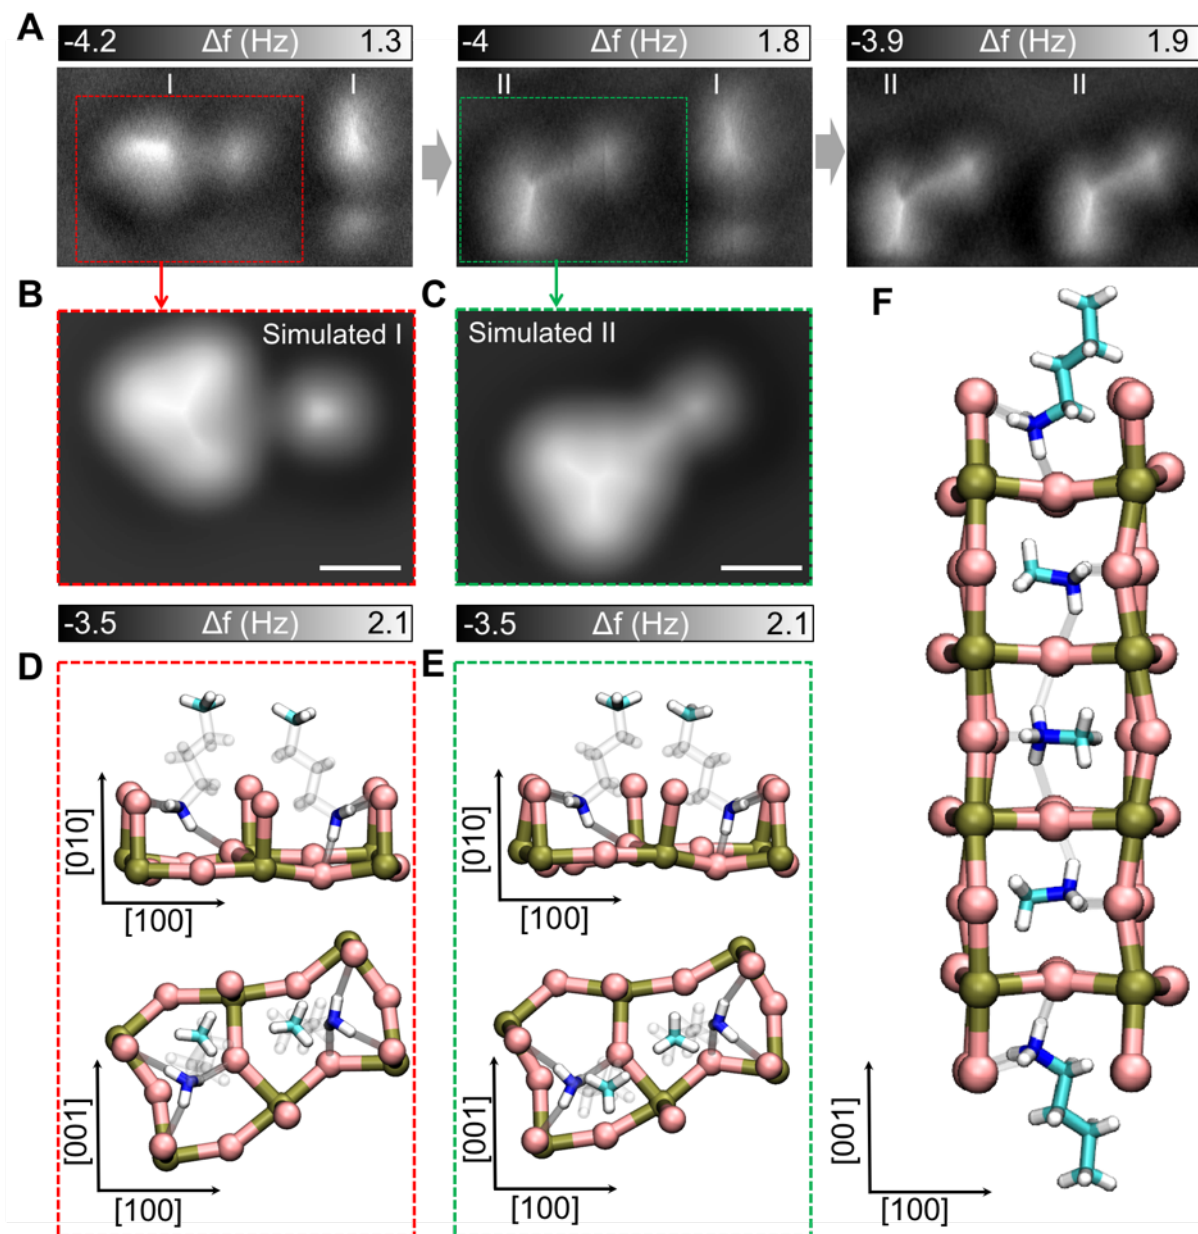 A
-4.2 Δf (Hz) 1.3
-4 Δf (Hz) 1.8
-3.9 Δf (Hz) 1.9
I I
II I
II II
B
Simulated I
C
Simulated II
F
-3.5 Δf (Hz) 2.1
-3.5 Δf (Hz) 2.1
D
E
[010]
[100]
[010]
[100]
[001]
[100]
[001]
[100]
[001]
[100]